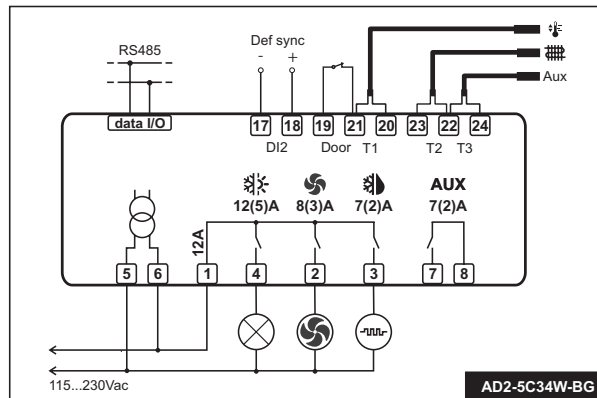 RS485
Def sync
- +
Aux
data I/O
17 18 19 21 20 23 22 24
DI2 Door T1 T2 T3
AUX
12(5)A 8(3)A 7(2)A 7(2)A
12A
5 6 1 4 2 3 7 8
115...230Vac
AD2-5C34W-BG